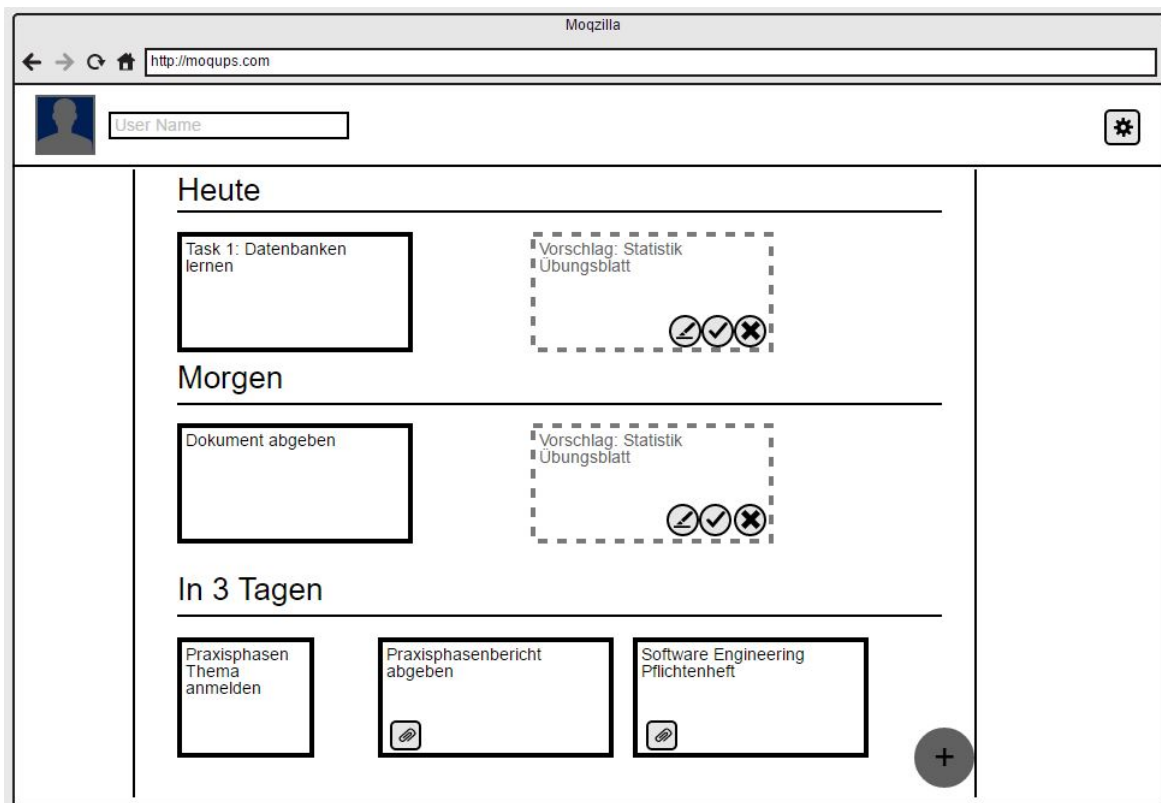 Moqzilla
http://moqups.com
User Name
Heute
Task 1: Datenbanken
lernen
Vorschlag: Statistik
Übungsblatt
Morgen
Dokument abgeben
Vorschlag: Statistik
Übungsblatt
In 3 Tagen
Praxisphasen
Thema
anmelden
Praxisphasenbericht
abgeben
Software Engineering
Pflichtenheft
+